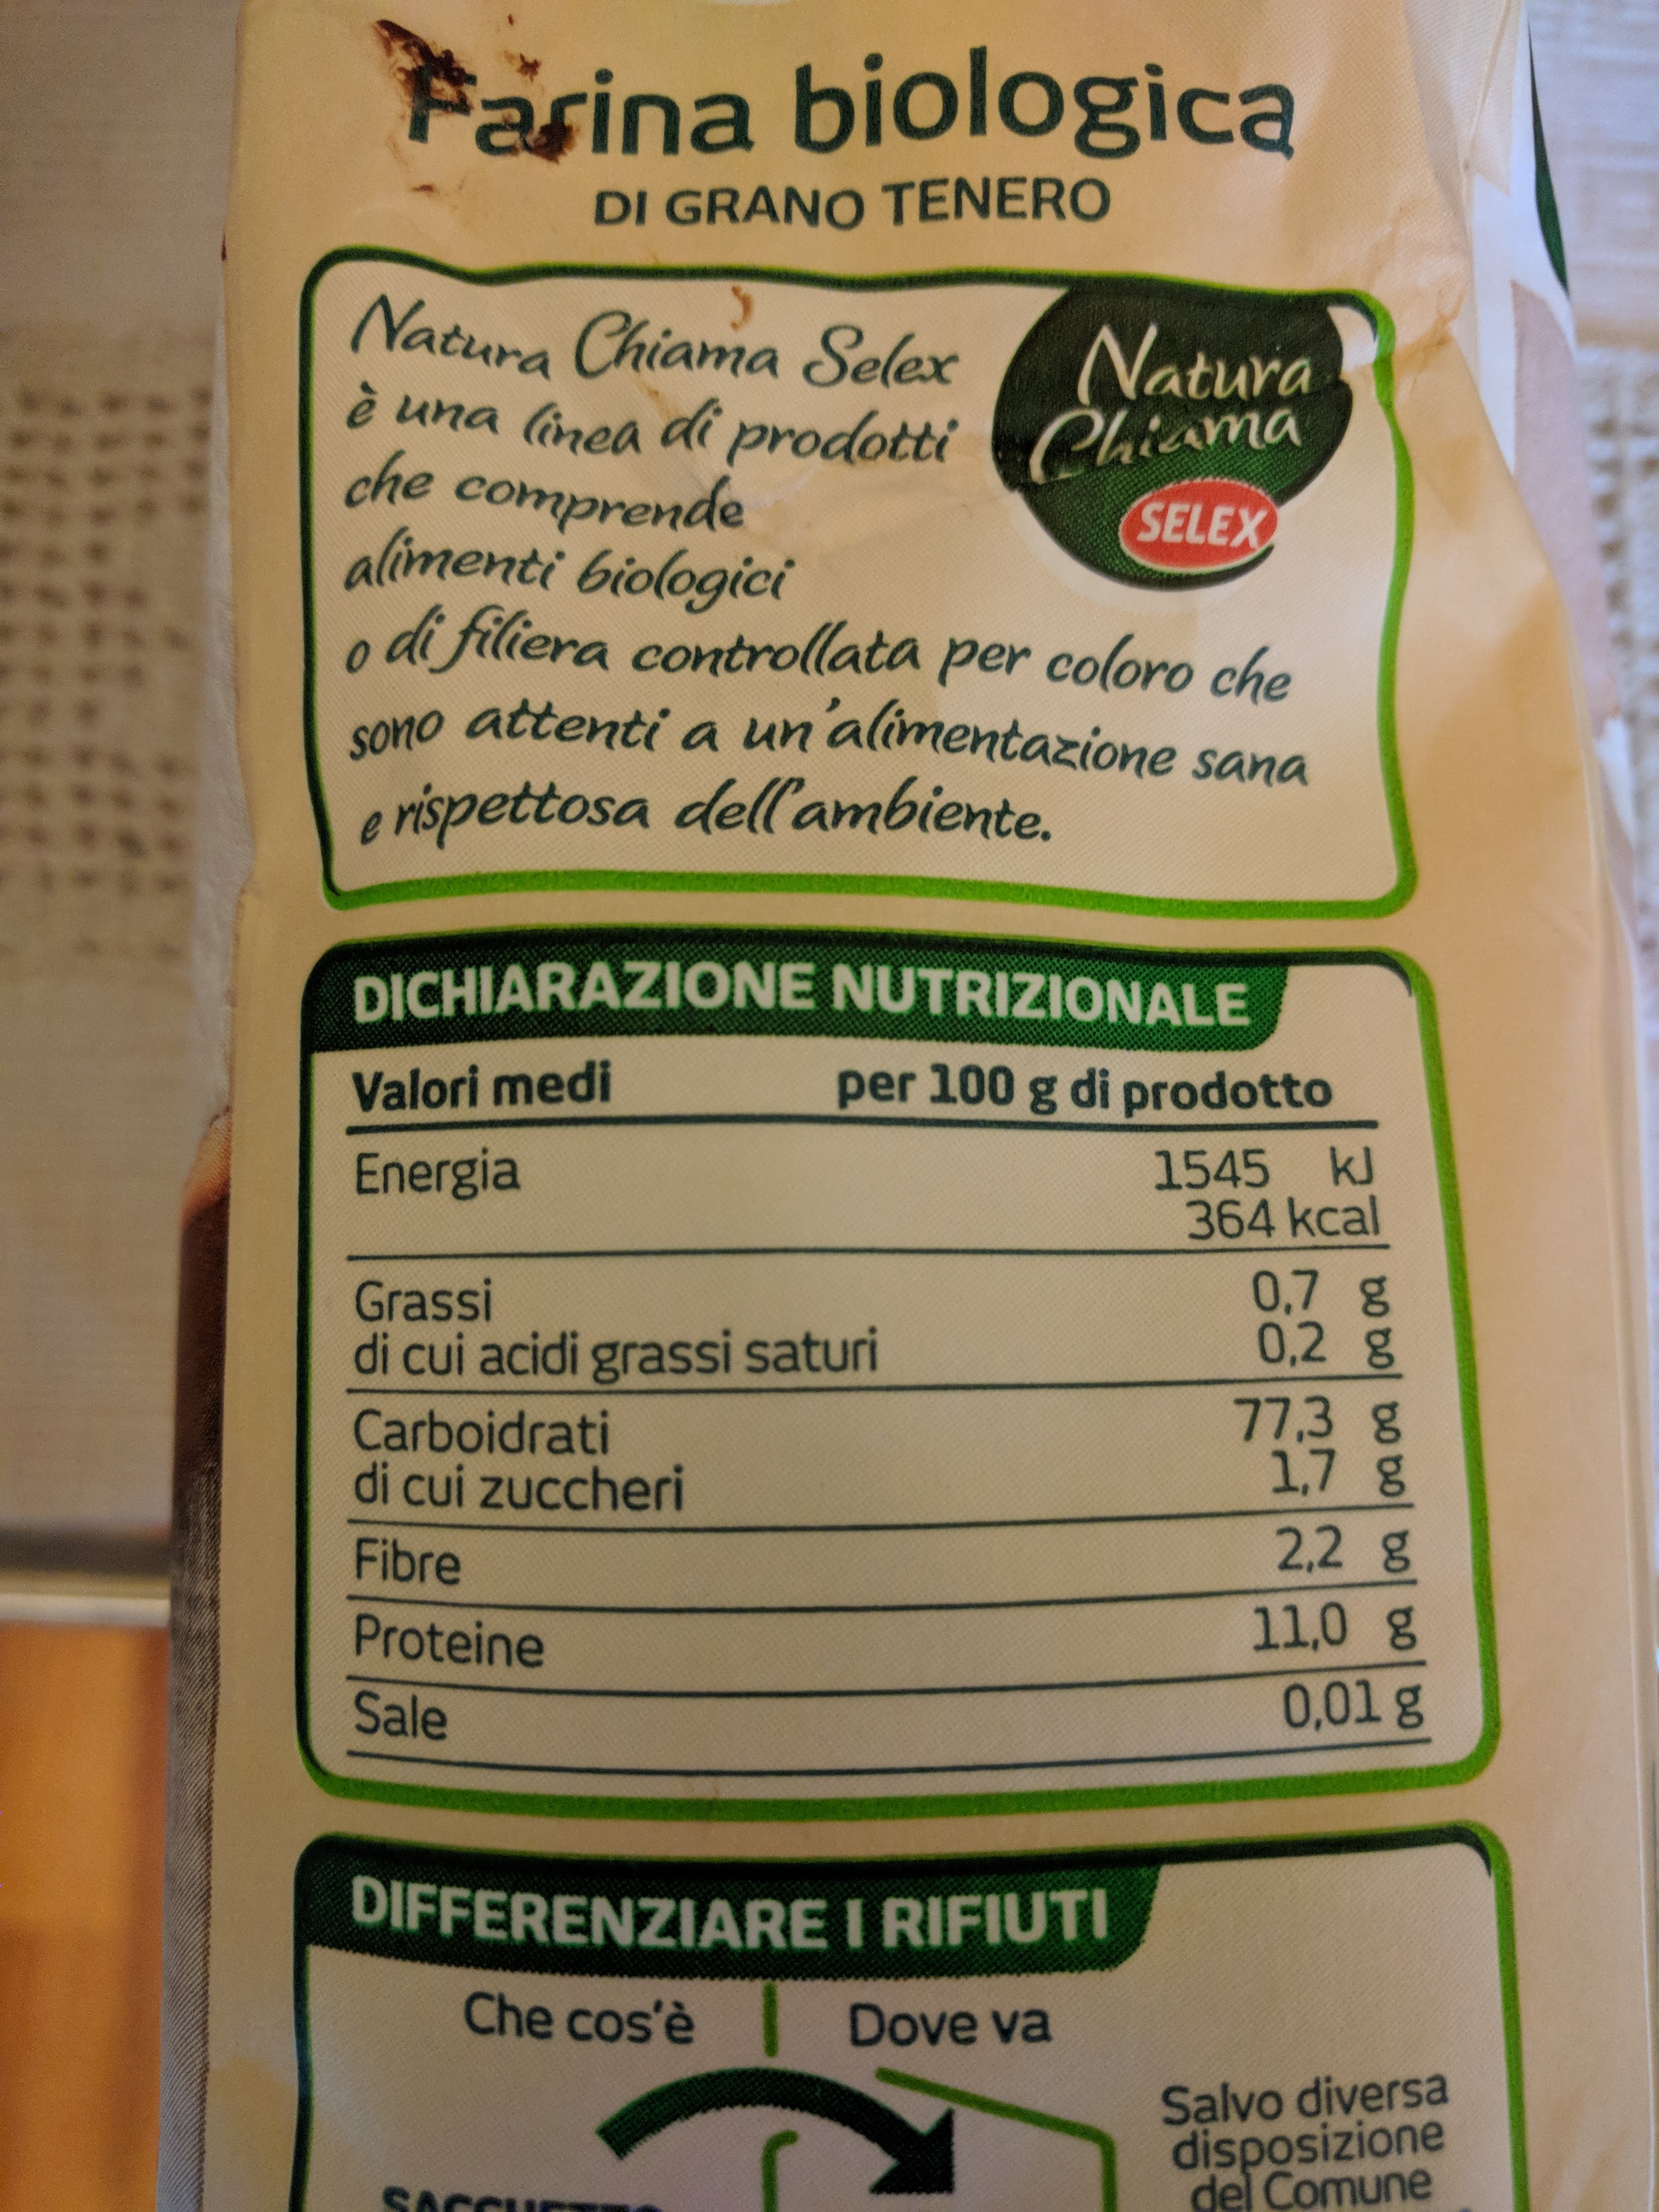 Farina biologica
DI GRANO TENERO
Natura Chiama Selex
è una linea di prodotti
che comprende
alimenti biologici
o di filiera controllata per coloro che
sono attenti a un'alimentazione sana
e rispettosa dell'ambiente.
Natura
Chiama
SELEX
DICHIARAZIONE NUTRIZIONALE
Valori medi per 100 g di prodotto
Energia 1545 kJ
364 kcal
Grassi 0,7 g
di cui acidi grassi saturi 0,2 g
Carboidrati 77,3 g
di cui zuccheri 1,7 g
Fibre 2,2 g
Proteine 11,0 g
Sale 0,01 g
DIFFERENZIARE I RIFIUTI
Che cos'è Dove va
Salvo diversa
disposizione
del Comune
SACCHETTO